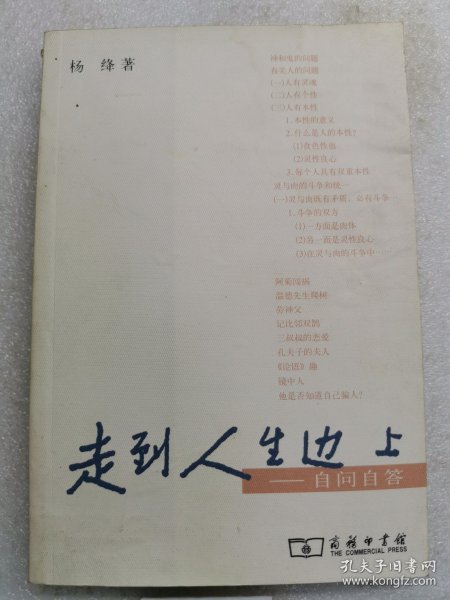 杨 绛 著
神和鬼的问题
有关人的问题
(一)人有灵魂
(二)人有个性
(三)人有本性
1.本性的意义
2.什么是人的本性?
(1)食色性也
(2)灵性良心
3.每个人具有双重本性
灵与肉的斗争和统一
(一)灵与肉既有矛盾，必有斗争
1.斗争的双方
(1)一方面是肉体
(2)另一面是灵性良心
(3)在灵与肉的斗争中……
阿菊闯祸
温德先生爬树
劳神父
记比邻双鹊
三叔叔的恋爱
孔夫子的夫人
《论语》趣
镜中人
他是否知道自己骗人?
走到人生边上
——自问自答
商務印書館
THE COMMERCIAL PRESS
孔夫子旧书网
www.kongfz.com